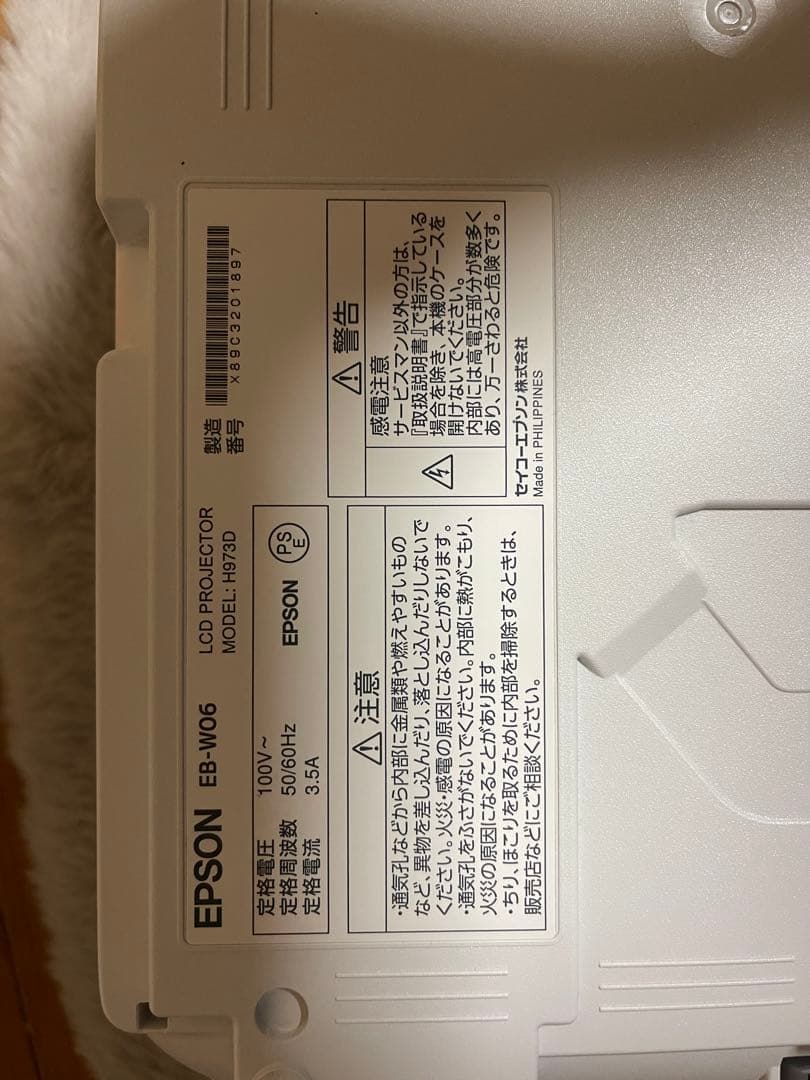 EPSON EB-W06 LCD PROJECTOR
MODEL: H973D
製造
番号
X89C3201897
定格電圧 100V～
定格周波数 50/60Hz
定格電流 3.5A
EPSON
PS
E
注意
・通気孔などから内部に金属類や燃えやすいもの
など、異物を差し込んだり、落とし込んだりしないで
ください。火災・感電の原因になることがあります。
・通気孔をふさがないでください。内部に熱がこもり、
火災の原因になることがあります。
・ちり、ほこりを取るために内部を掃除するときは、
販売店などにご相談ください。
警告
感電注意
サービスマン以外の方は、
『取扱説明書』で指示している
場合を除き、本機のケースを
開けないでください。
内部には高電圧部分が数多く
あり、万一さわると危険です。
セイコーエプソン株式会社
Made in PHILIPPINES